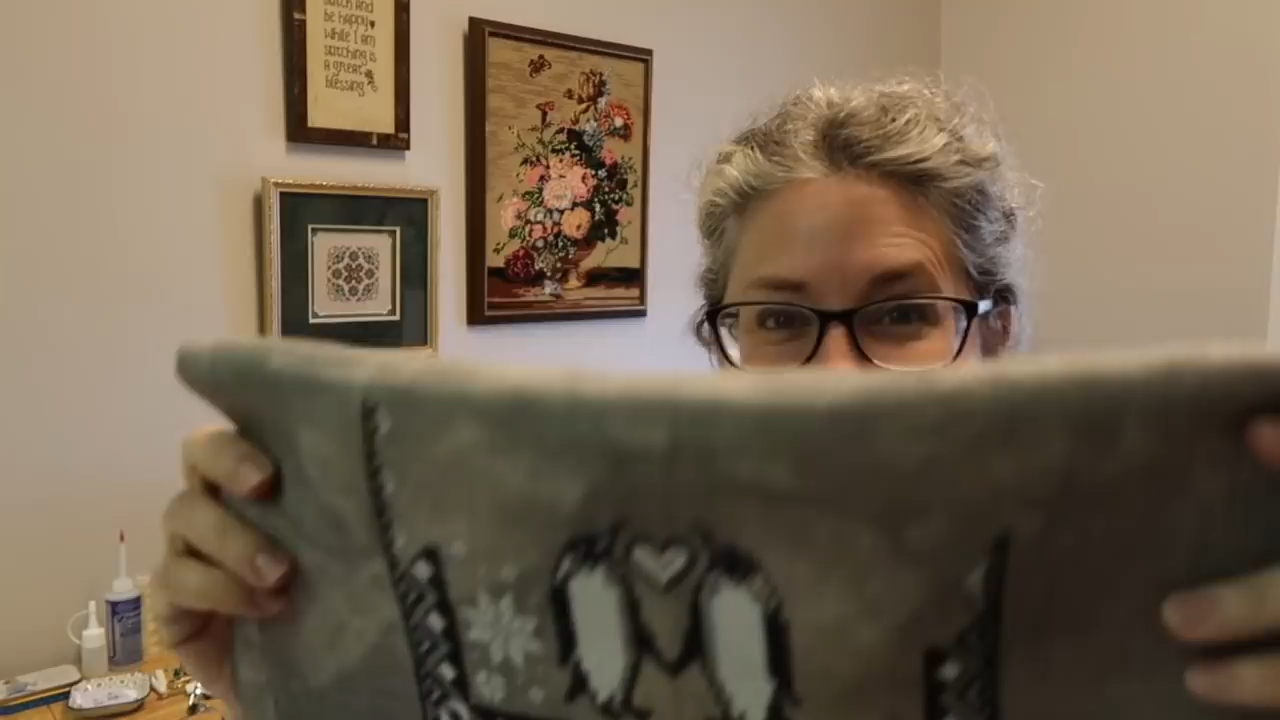 stitch and
be happy
while I am
stitching is
a great
blessing